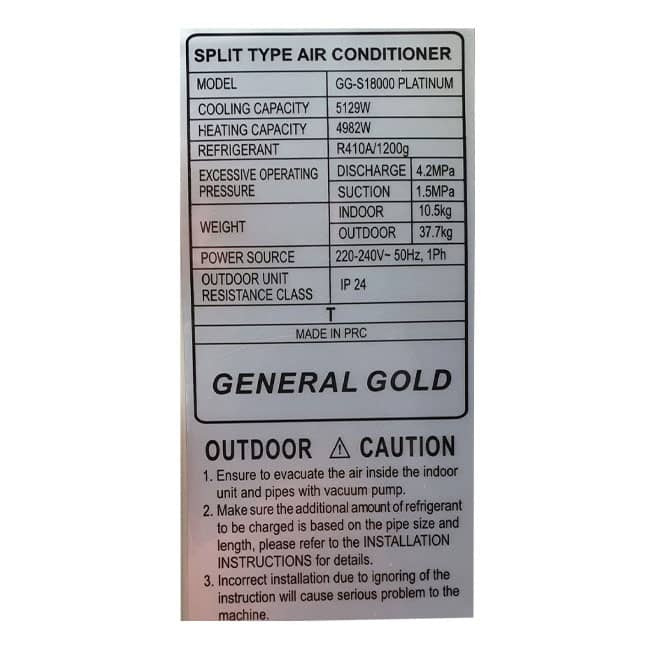 SPLIT TYPE AIR CONDITIONER
MODEL GG-S18000 PLATINUM
COOLING CAPACITY 5129W
HEATING CAPACITY 4982W
REFRIGERANT R410A/1200g
EXCESSIVE OPERATING PRESSURE DISCHARGE 4.2MPa
SUCTION 1.5MPa
WEIGHT INDOOR 10.5kg
OUTDOOR 37.7kg
POWER SOURCE 220-240V~ 50Hz, 1Ph
OUTDOOR UNIT
RESISTANCE CLASS IP 24
T
MADE IN PRC
GENERAL GOLD
OUTDOOR ⚠ CAUTION
1. Ensure to evacuate the air inside the indoor
unit and pipes with vacuum pump.
2. Make sure the additional amount of refrigerant
to be charged is based on the pipe size and
length, please refer to the INSTALLATION
INSTRUCTIONS for details.
3. Incorrect installation due to ignoring of the
instruction will cause serious problem to the
machine.